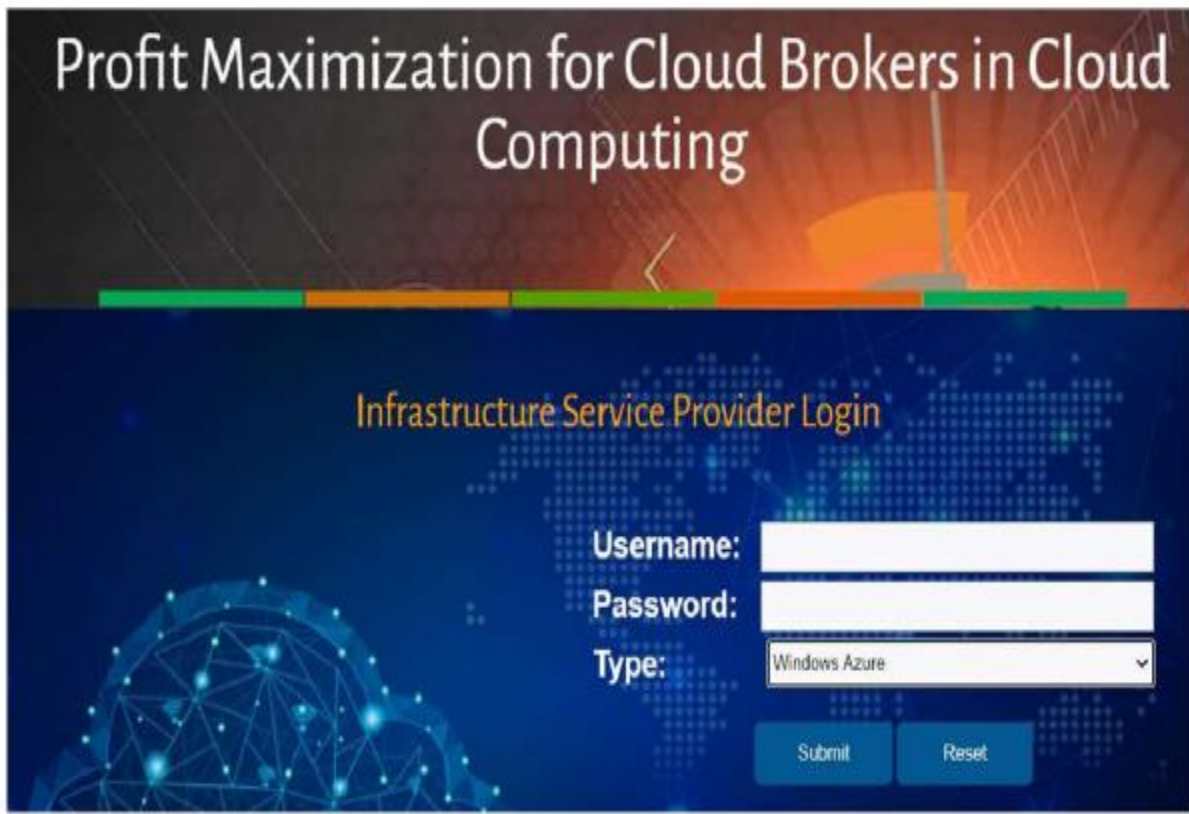 Profit Maximization for Cloud Brokers in Cloud
Computing
Infrastructure Service Provider Login
Username:
Password:
Type: Windows Azure
Submit Reset